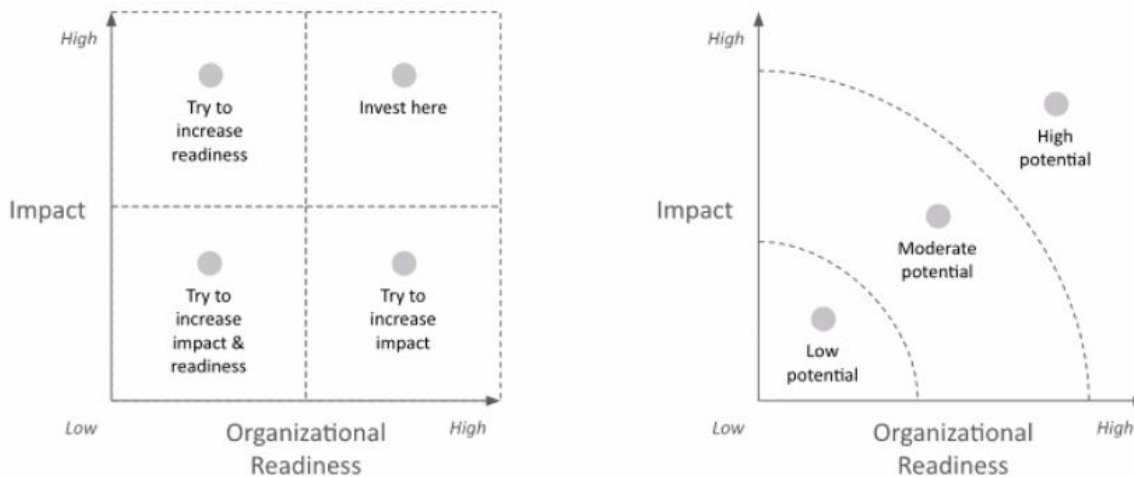 High
Try to
increase
readiness
Invest here
Impact
Try to
increase
impact &
readiness
Try to
increase
impact
Low
Organizational
Readiness
High
High
High
potential
Impact
Moderate
potential
Low
potential
Low
Organizational
Readiness
High